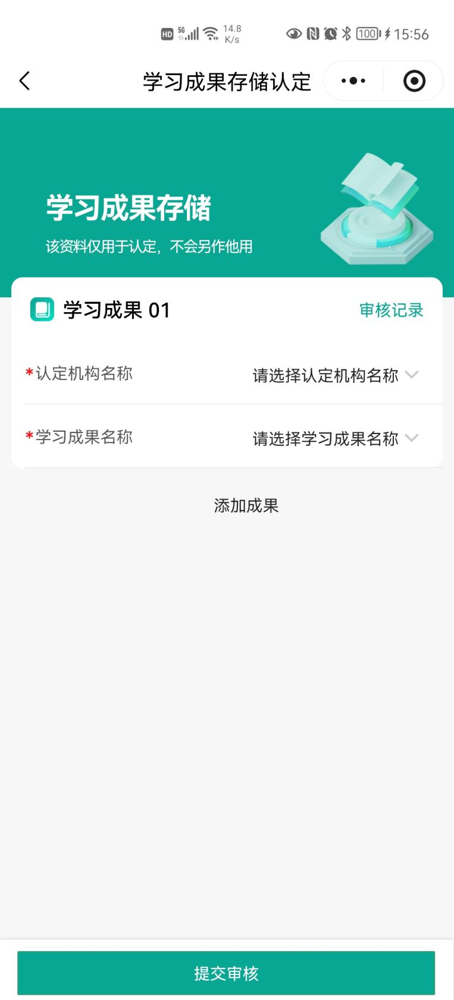 HD 5G 14.8 K/s 100 15:56
学习成果存储认定
学习成果存储
该资料仅用于认定，不会另作他用
学习成果 01 审核记录
*认定机构名称 请选择认定机构名称
*学习成果名称 请选择学习成果名称
添加成果
提交审核